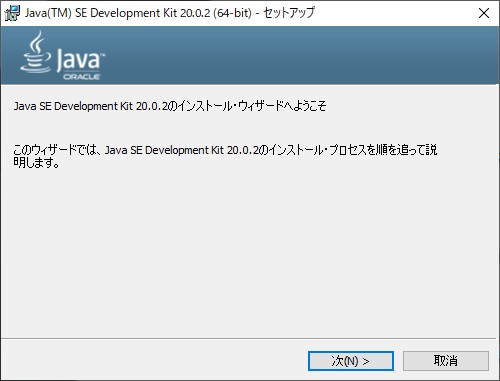 Java(TM) SE Development Kit 20.0.2 (64-bit) - セットアップ
Java
ORACLE
Java SE Development Kit 20.0.2のインストール・ウィザードへようこそ
このウィザードでは、Java SE Development Kit 20.0.2のインストール・プロセスを順を追って説
明します。
次(N) >
取消